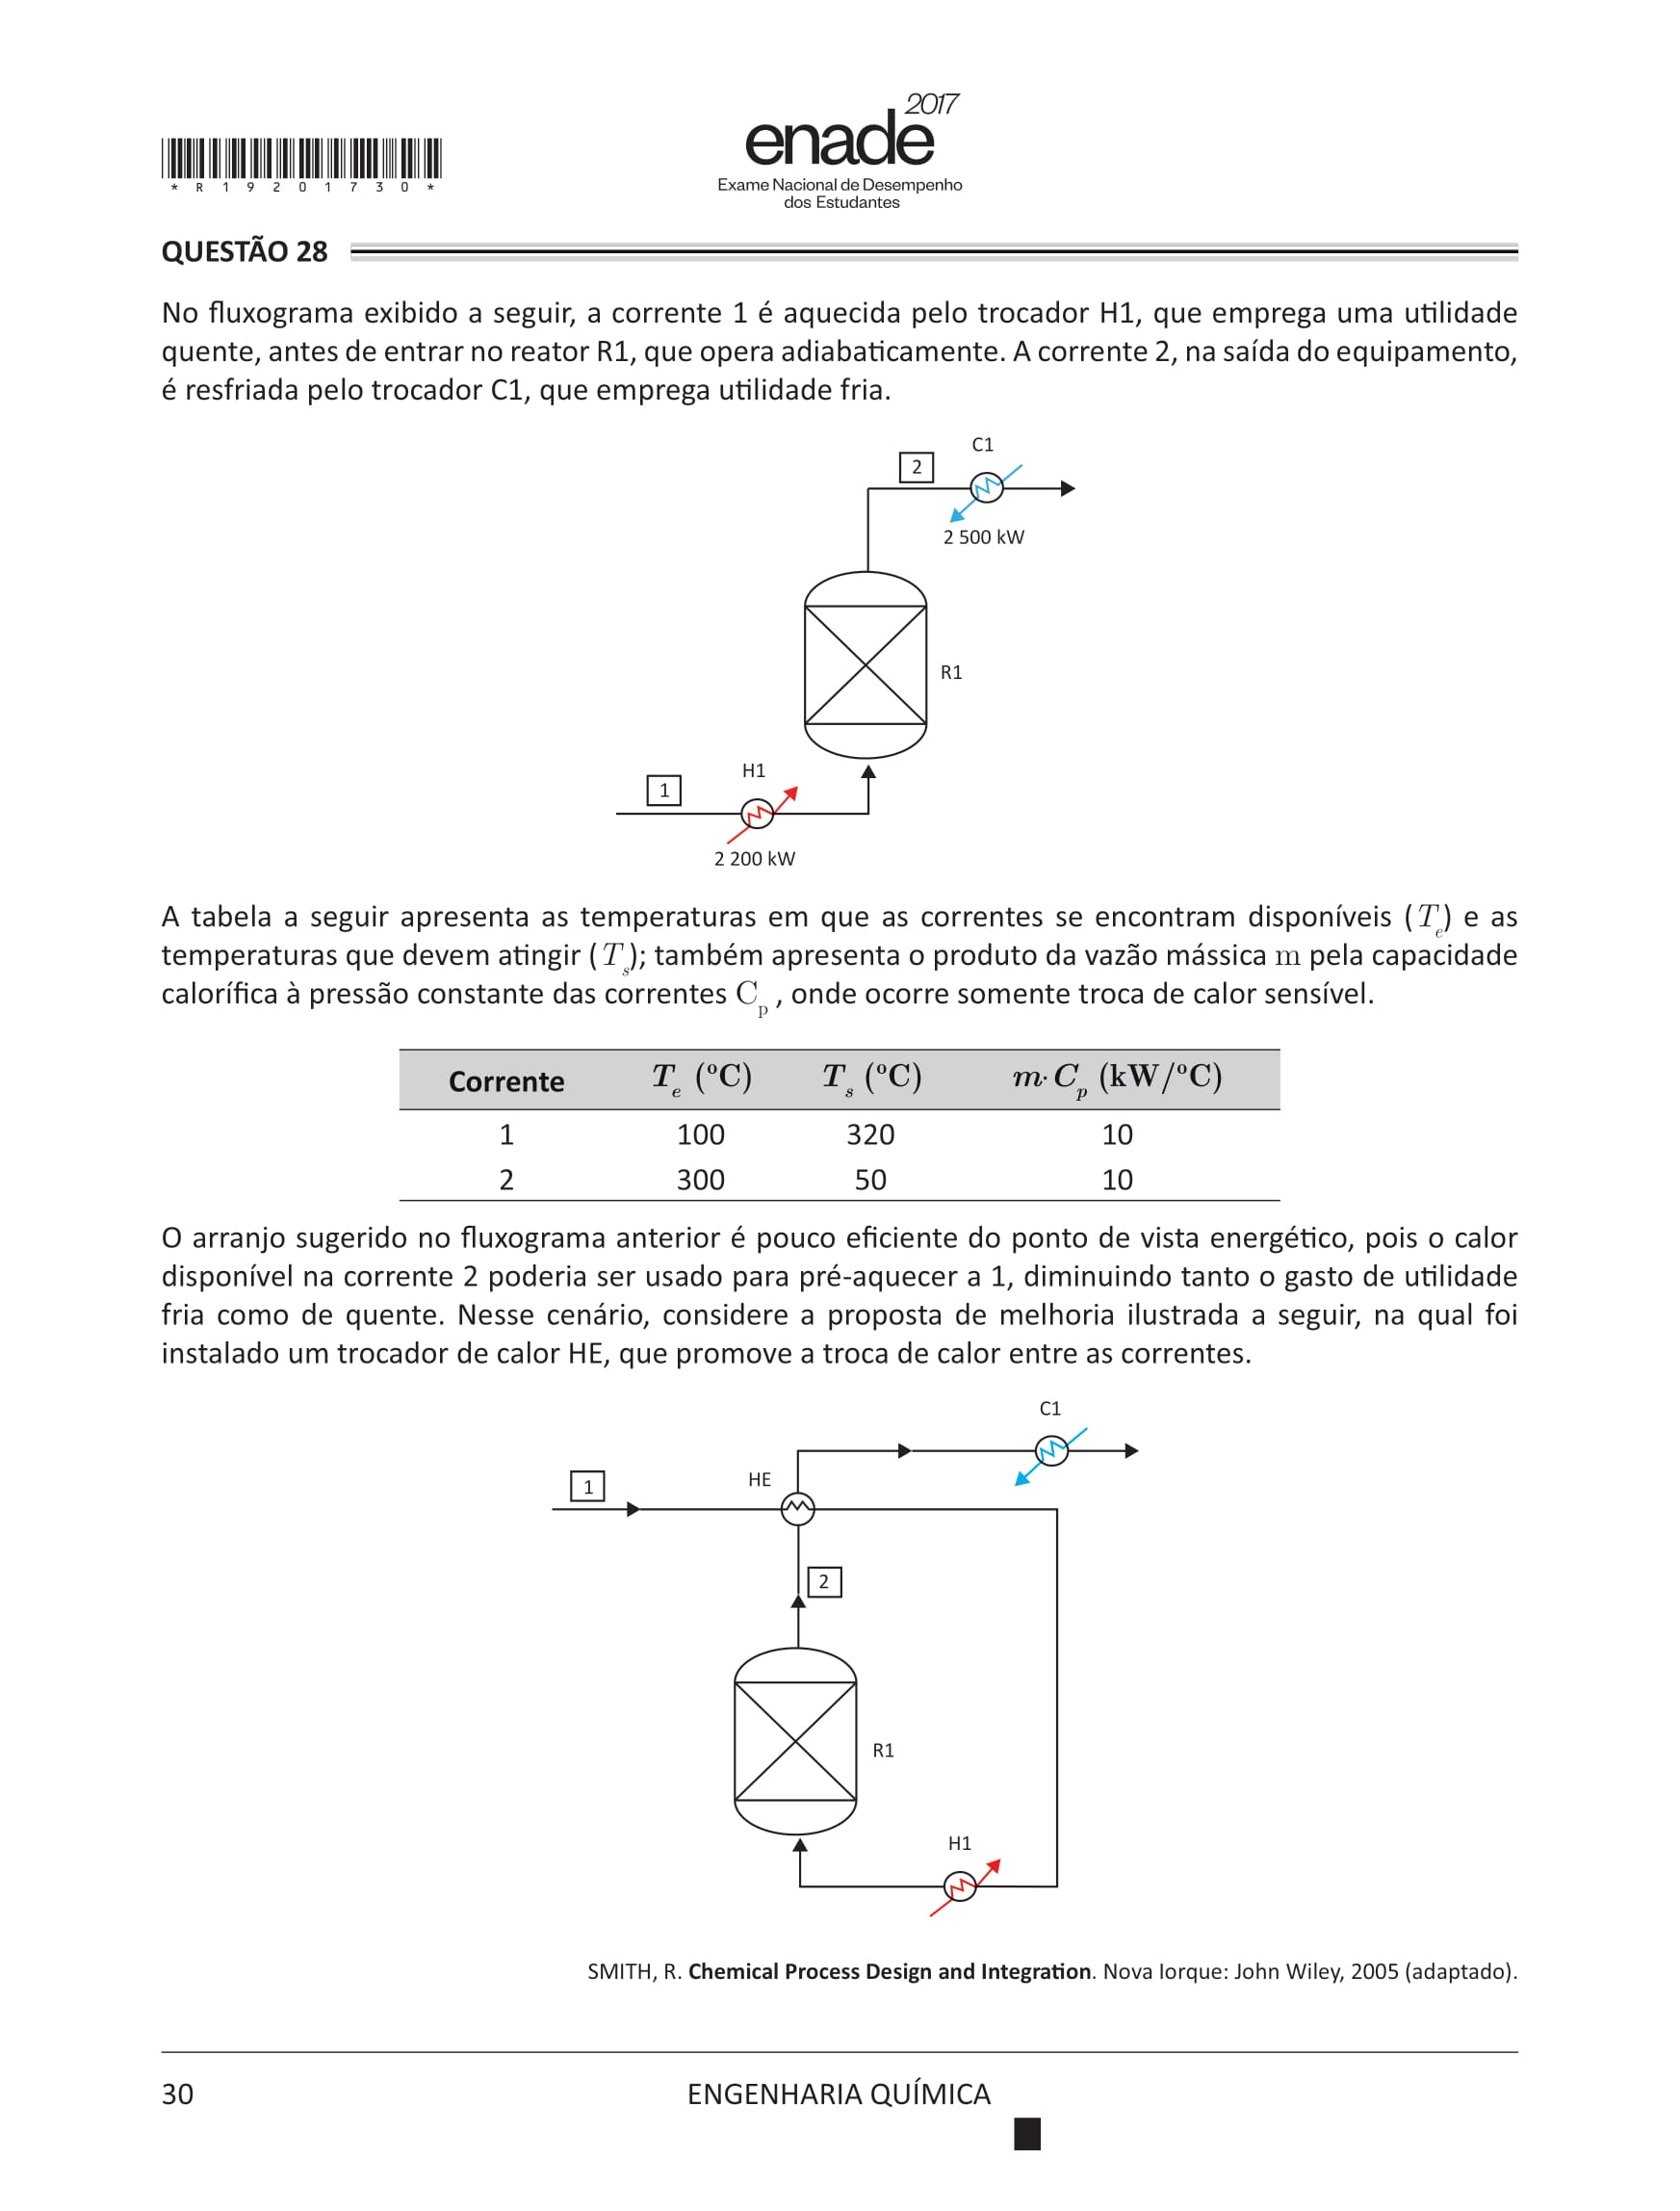 enade 2017
Exame Nacional de Desempenho
dos Estudantes
* R 1 9 2 0 1 7 3 0 *
QUESTÃO 28
No fluxograma exibido a seguir, a corrente 1 é aquecida pelo trocador H1, que emprega uma utilidade
quente, antes de entrar no reator R1, que opera adiabaticamente. A corrente 2, na saída do equipamento,
é resfriada pelo trocador C1, que emprega utilidade fria.
C1
2
2 500 kW
R1
H1
1
2 200 kW
A tabela a seguir apresenta as temperaturas em que as correntes se encontram disponíveis (T_e) e as
temperaturas que devem atingir (T_s); também apresenta o produto da vazão mássica m pela capacidade
calorífica à pressão constante das correntes C_p, onde ocorre somente troca de calor sensível.
Corrente T_e (ºC) T_s (ºC) m·C_p (kW/ºC)
1 100 320 10
2 300 50 10
O arranjo sugerido no fluxograma anterior é pouco eficiente do ponto de vista energético, pois o calor
disponível na corrente 2 poderia ser usado para pré-aquecer a 1, diminuindo tanto o gasto de utilidade
fria como de quente. Nesse cenário, considere a proposta de melhoria ilustrada a seguir, na qual foi
instalado um trocador de calor HE, que promove a troca de calor entre as correntes.
C1
HE
1
2
R1
H1
SMITH, R. Chemical Process Design and Integration. Nova Iorque: John Wiley, 2005 (adaptado).
30
ENGENHARIA QUÍMICA